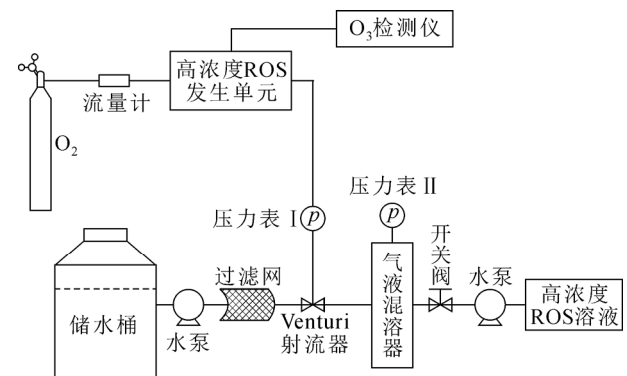 O₃检测仪
高浓度ROS
发生单元
流量计
O₂
压力表 Ⅱ
压力表 Ⅰ
p
p
开
关
阀
过滤网
气
液
混
溶
器
水泵
高浓度
ROS溶液
储水桶
水泵
Venturi
射流器